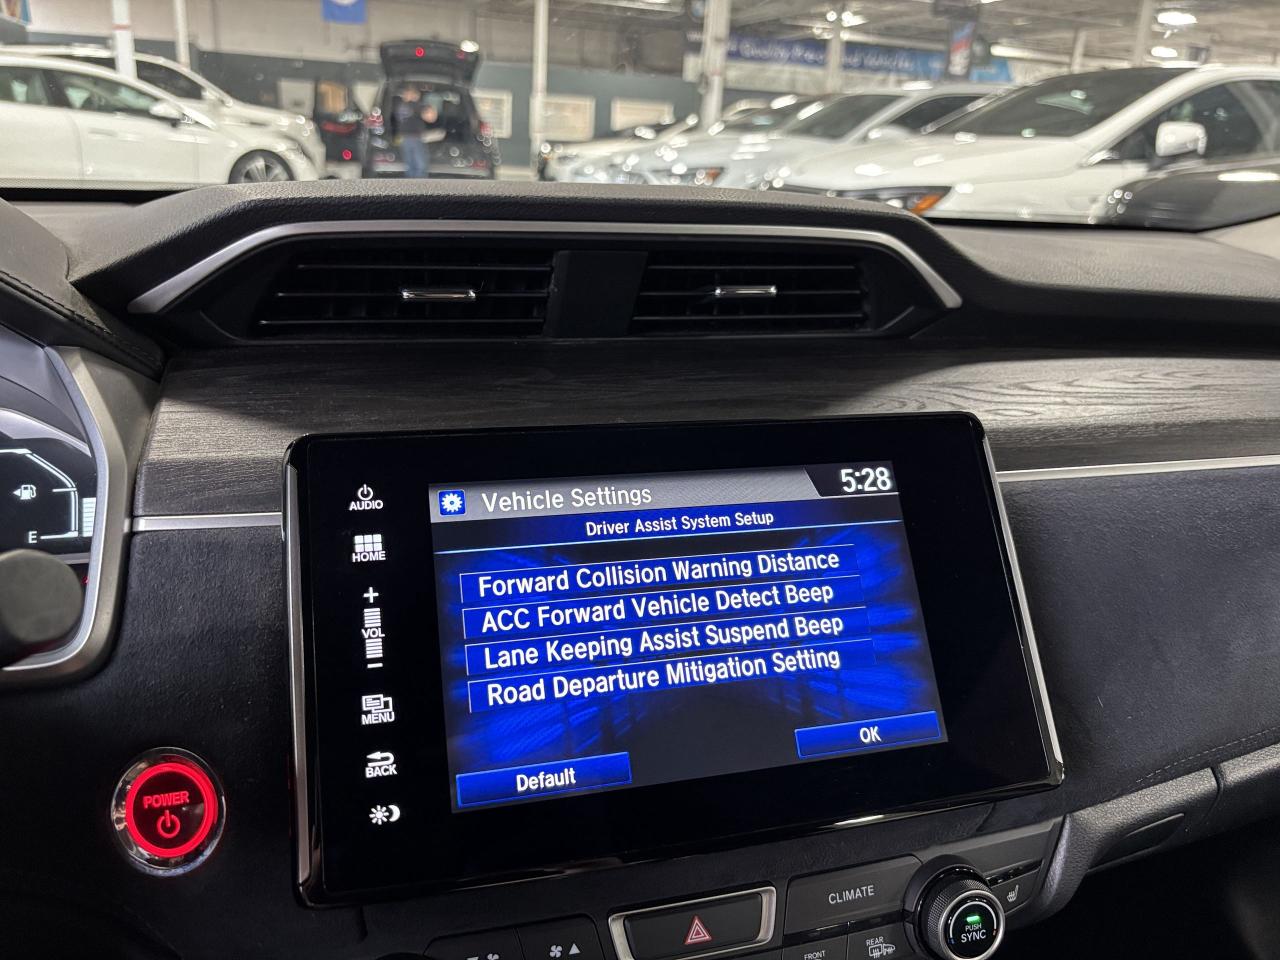 AUDIO
HOME
+
VOL
-
MENU
BACK
Vehicle Settings
5:28
Driver Assist System Setup
Forward Collision Warning Distance
ACC Forward Vehicle Detect Beep
Lane Keeping Assist Suspend Beep
Road Departure Mitigation Setting
Default
OK
E
POWER
CLIMATE
PUSH
SYNC
FRONT
REAR